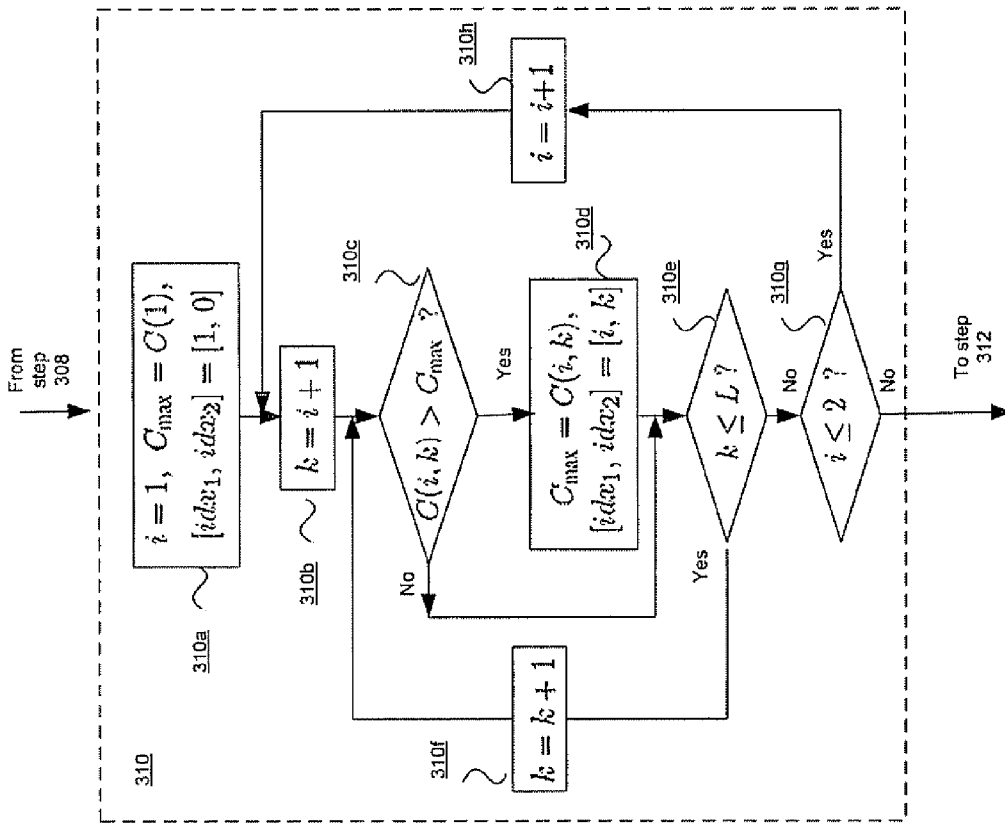 From
step
308
310
310a
i = 1, C_max = C(1),
[idx_1, idx_2] = [1, 0]
310b
k = i + 1
310c
C(i, k) > C_max ?
Yes
No
310d
C_max = C(i, k),
[idx_1, idx_2] = [i, k]
310e
k ≤ L ?
Yes
No
310f
k = k + 1
310g
i ≤ 2 ?
Yes
No
310h
i = i+1
To step
312